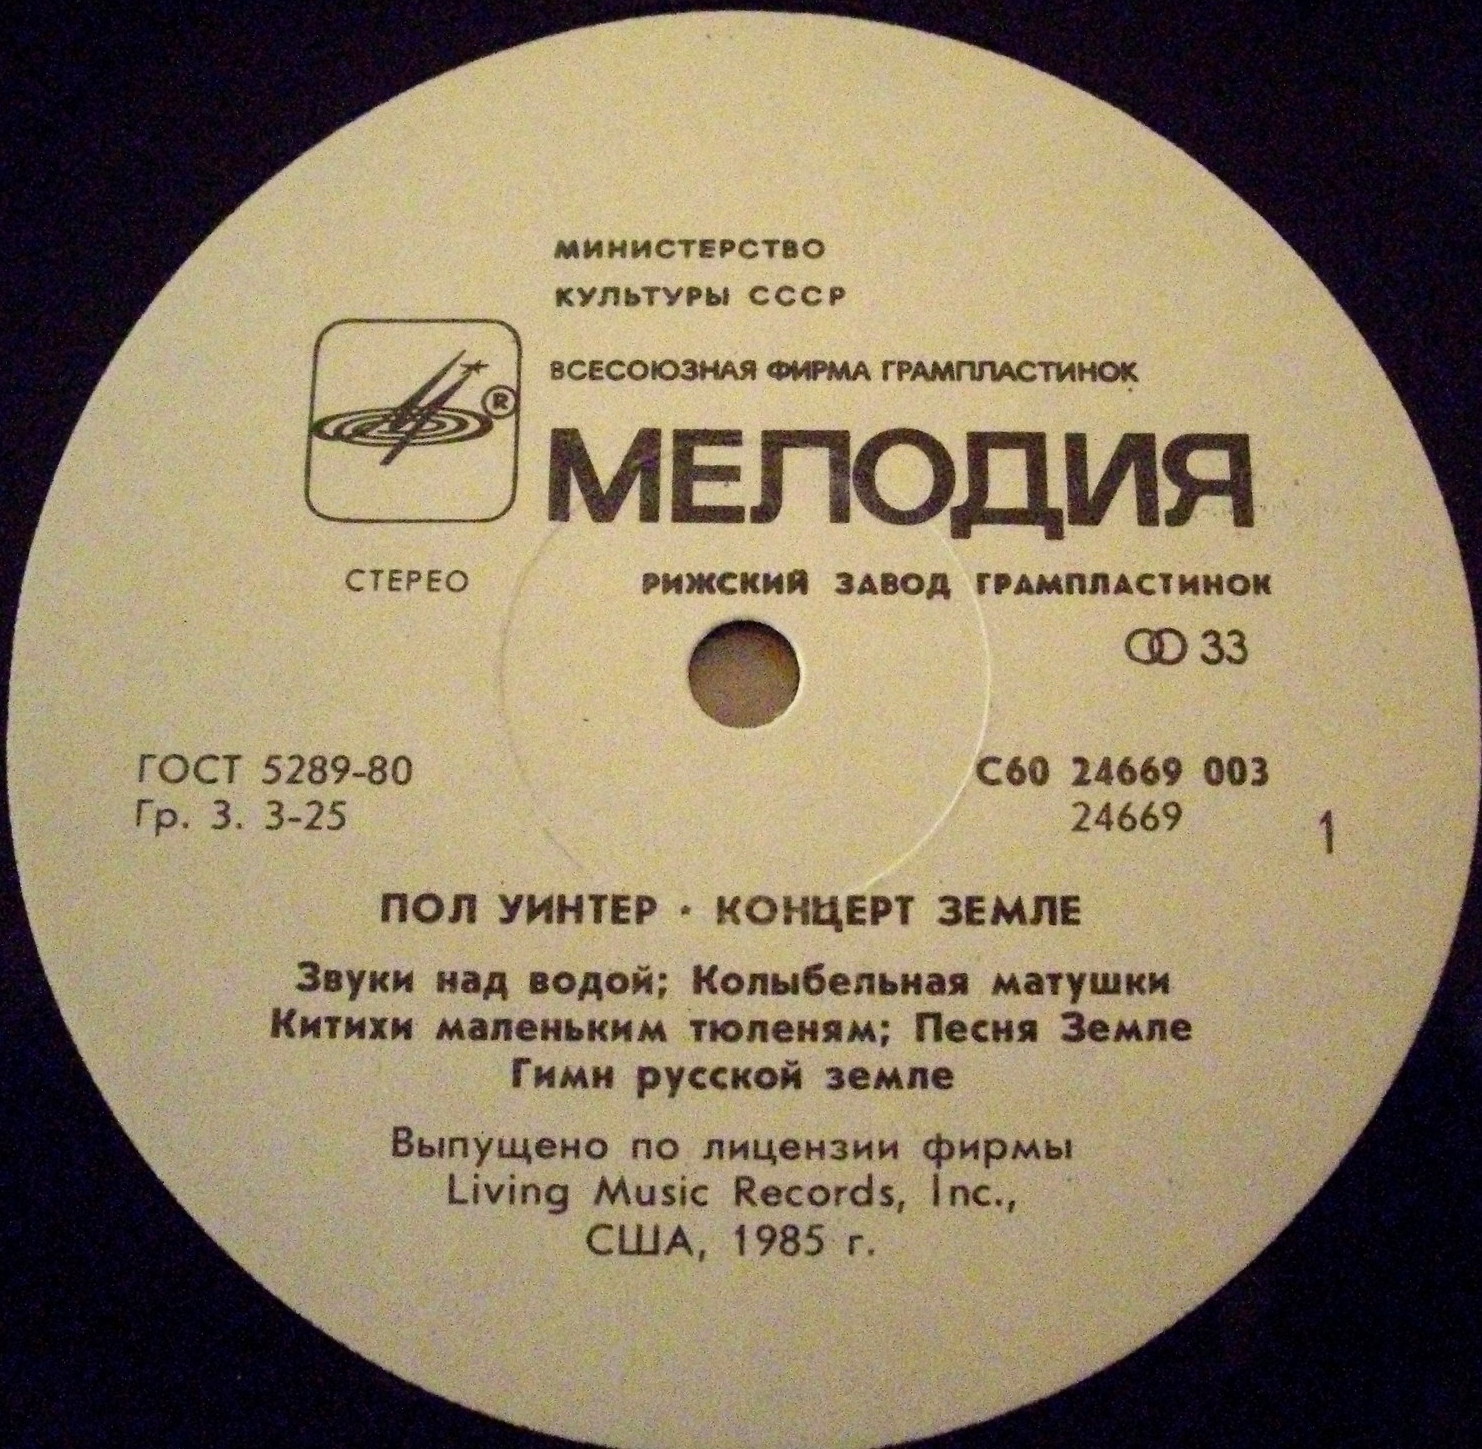 МИНИСТЕРСТВО
КУЛЬТУРЫ СССР
ВСЕСОЮЗНАЯ ФИРМА ГРАМПЛАСТИНОК
®
МЕЛОДИЯ
СТЕРЕО
РИЖСКИЙ ЗАВОД ГРАМПЛАСТИНОК
33
ГОСТ 5289-80
Гр. 3. 3-25
С60 24669 003
24669
1
ПОЛ УИНТЕР · КОНЦЕРТ ЗЕМЛЕ
Звуки над водой; Колыбельная матушки
Китихи маленьким тюленям; Песня Земле
Гимн русской земле
Выпущено по лицензии фирмы
Living Music Records, Inc.,
США, 1985 г.